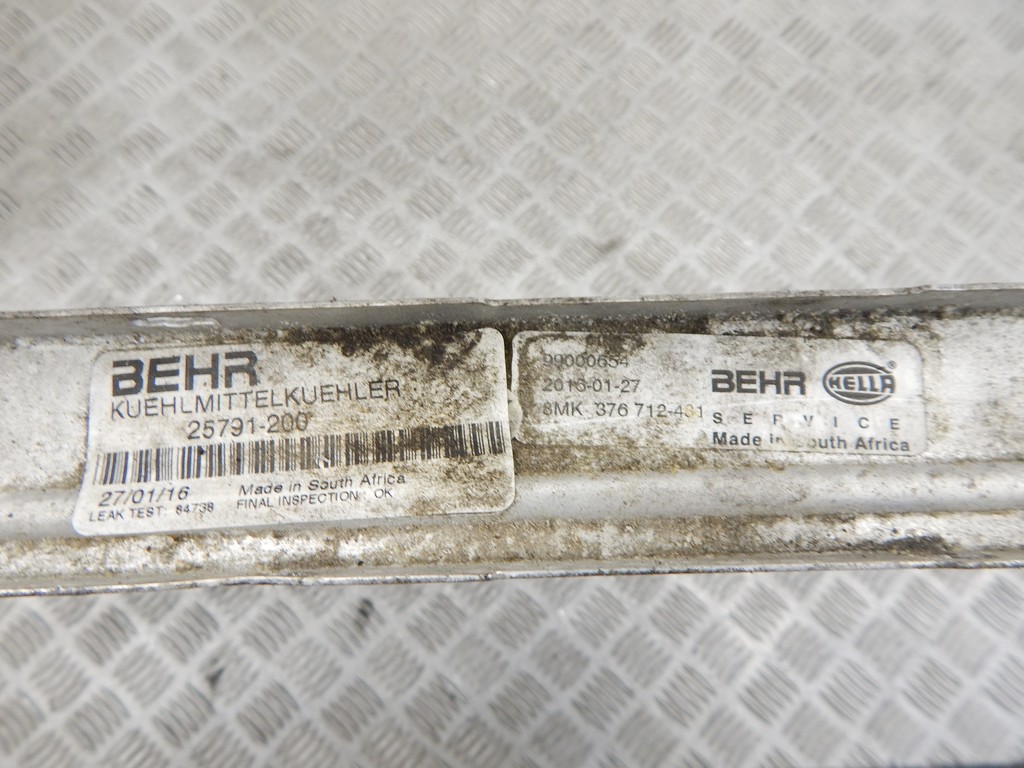 BEHR
KUEHLMITTELKUEHLER
25791-200
27/01/16 Made in South Africa
LEAK TEST: 84738 FINAL INSPECTION : OK
99000654
2016-01-27
8MK 376 712-431
BEHR HELLA
SERVICE
Made in South Africa